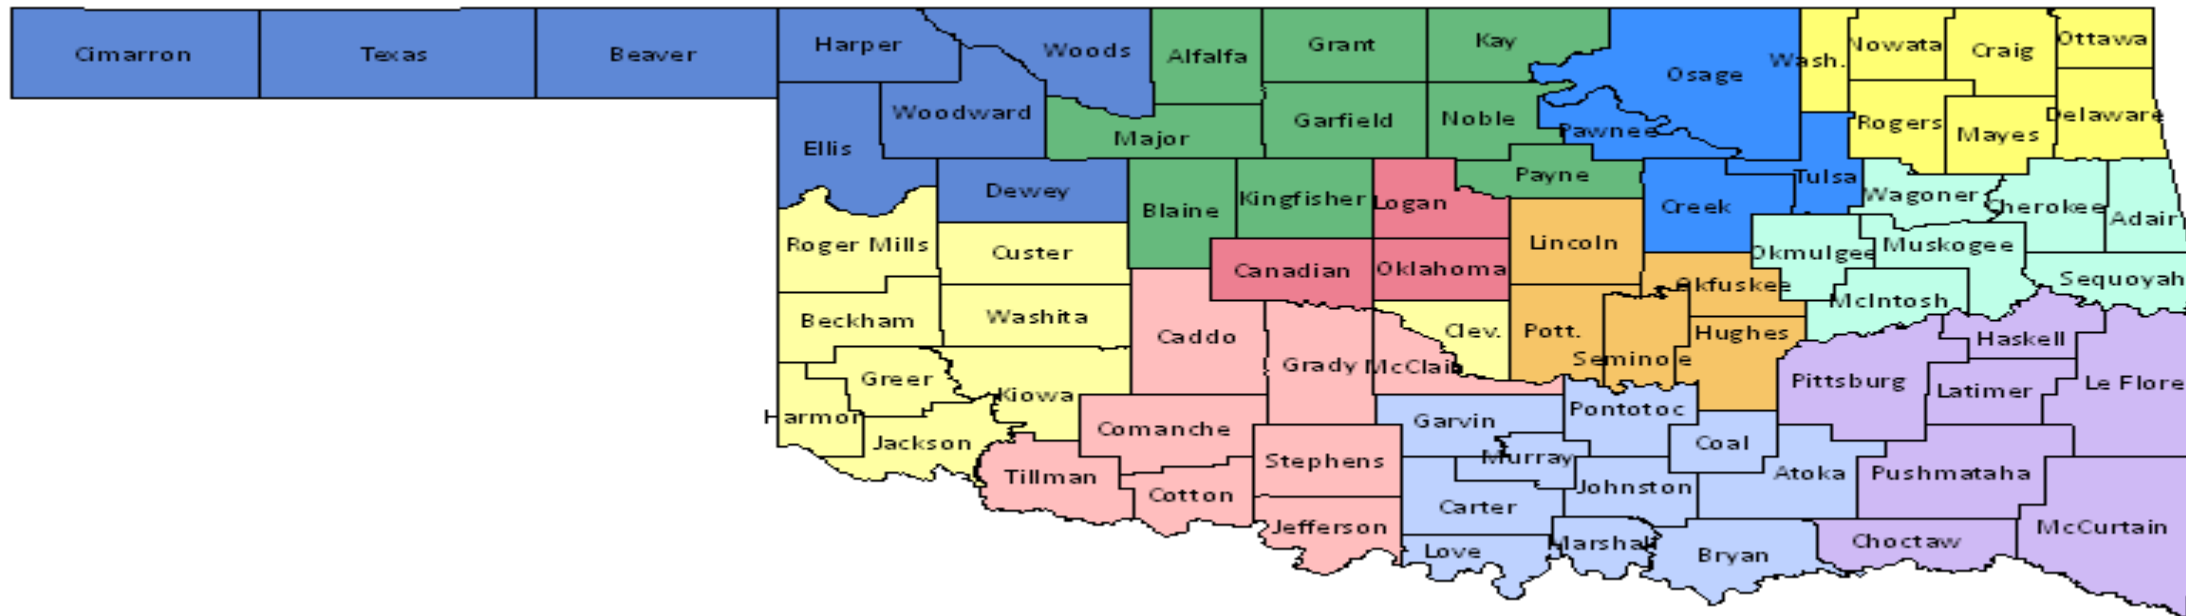 Cimarron
Texas
Beaver
Harper
Woods
Alfalfa
Grant
Kay
Osage
Wash.
Nowata
Craig
Ottawa
Ellis
Woodward
Major
Garfield
Noble
Pawnee
Rogers
Mayes
Delaware
Dewey
Blaine
Kingfisher
Logan
Payne
Creek
Tulsa
Wagoner
Cherokee
Adair
Roger Mills
Custer
Canadian
Oklahoma
Lincoln
Okmulgee
Muskogee
Sequoyah
Beckham
Washita
Caddo
Grady
McClain
Clev.
Pott.
Seminole
Okfuskee
Hughes
McIntosh
Haskell
Greer
Kiowa
Pittsburg
Latimer
Le Flore
Harmon
Jackson
Comanche
Garvin
Pontotoc
Coal
Tillman
Cotton
Stephens
Murray
Johnston
Atoka
Pushmataha
Jefferson
Carter
Love
Marshall
Bryan
Choctaw
McCurtain